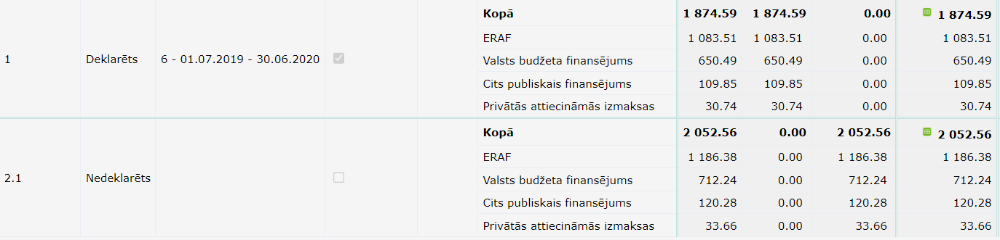 Kopā 1 874.59 1 874.59 0.00 1 874.59
ERAF 1 083.51 1 083.51 0.00 1 083.51
1 Deklarēts 6 - 01.07.2019 - 30.06.2020 Valsts budžeta finansējums 650.49 650.49 0.00 650.49
Cits publiskais finansējums 109.85 109.85 0.00 109.85
Privātās attiecināmās izmaksas 30.74 30.74 0.00 30.74
Kopā 2 052.56 0.00 2 052.56 2 052.56
ERAF 1 186.38 0.00 1 186.38 1 186.38
2.1 Nedeklarēts Valsts budžeta finansējums 712.24 0.00 712.24 712.24
Cits publiskais finansējums 120.28 0.00 120.28 120.28
Privātās attiecināmās izmaksas 33.66 0.00 33.66 33.66